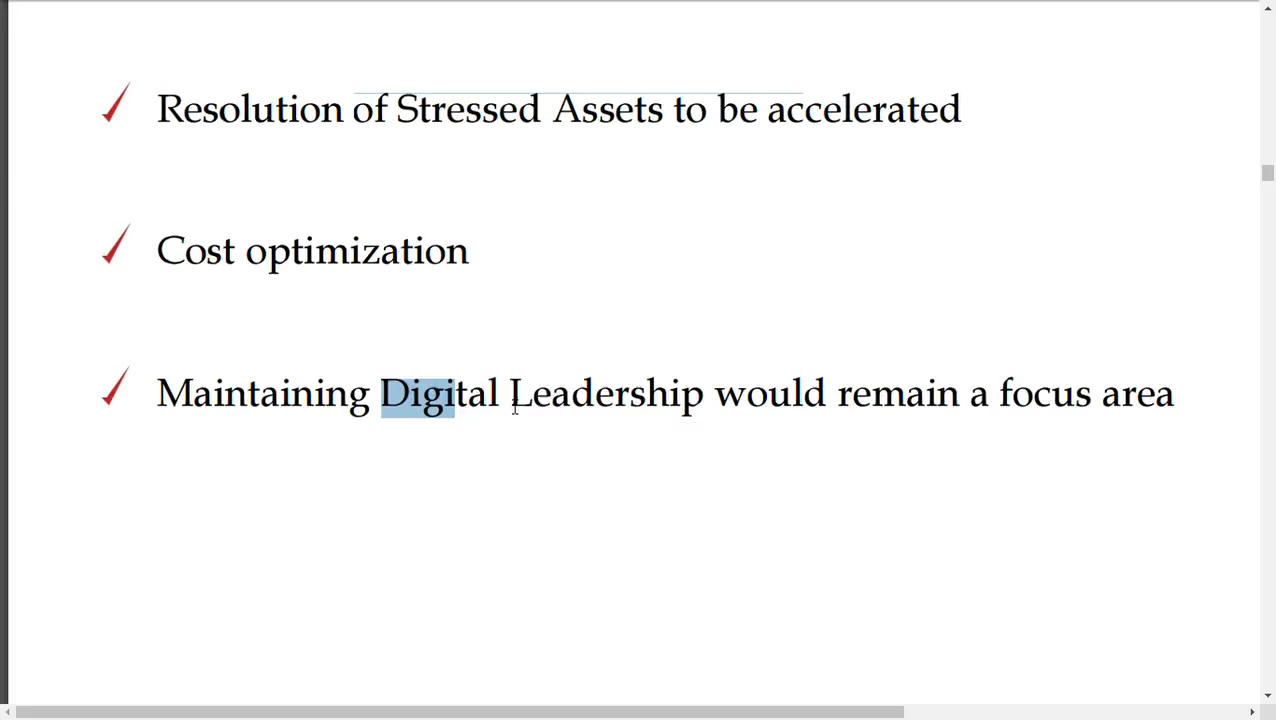 Resolution of Stressed Assets to be accelerated
Cost optimization
Maintaining Digital Leadership would remain a focus area